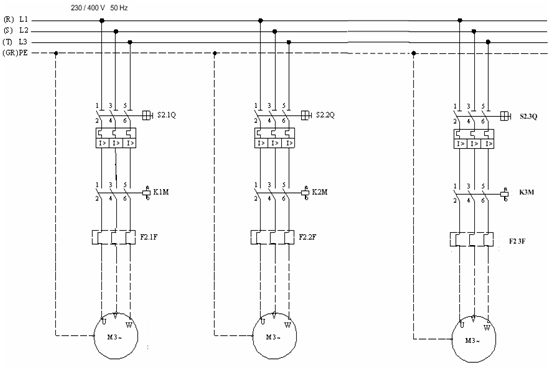 230 / 400 V 50 Hz
(R) L1
(S) L2
(T) L3
(GR)PE
1 3 5
2 4 6
S2.1Q
I> I> I>
1 3 5
2 4 6
K1M
F2.1F
U V W
M 3 ~
1 3 5
2 4 6
S2.2Q
I> I> I>
1 3 5
2 4 6
K2M
F2.2F
U V W
M 3 ~
1 3 5
2 4 6
S2.3Q
I> I> I>
1 3 5
2 4 6
K3M
F2.3F
U V W
M3 ~